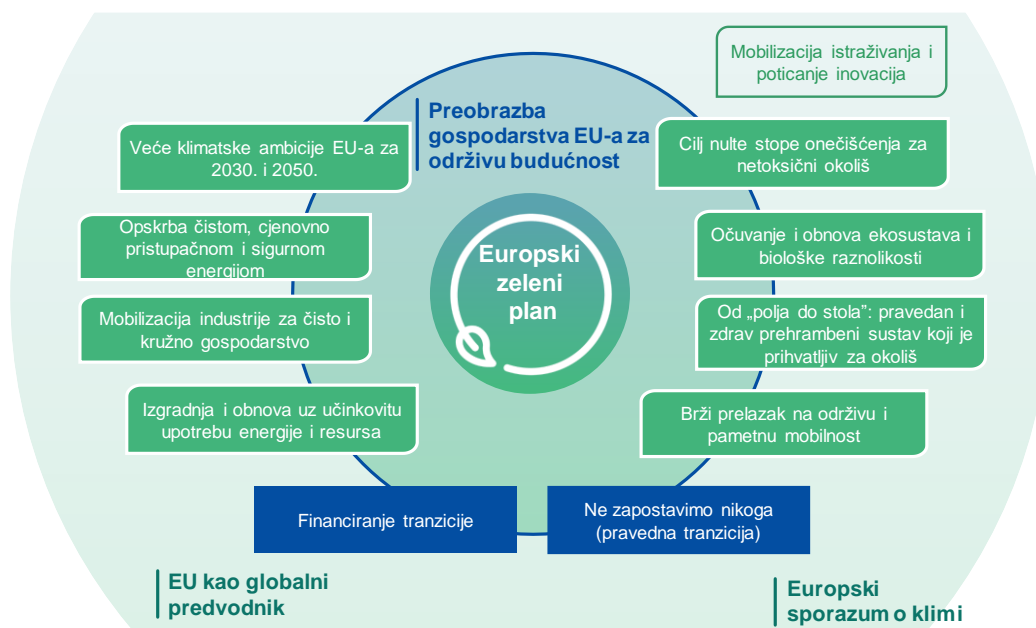 Mobilizacija istraživanja i
poticanje inovacija
Preobrazba
gospodarstva EU-a za
održivu budućnost
Veće klimatske ambicije EU-a za
2030. i 2050.
Cilj nulte stope onečišćenja za
netoksični okoliš
Opskrba čistom, cjenovno
pristupačnom i sigurnom
energijom
Očuvanje i obnova ekosustava i
biološke raznolikosti
Europski
zeleni
plan
Mobilizacija industrije za čisto i
kružno gospodarstvo
Od „polja do stola”: pravedan i
zdrav prehrambeni sustav koji je
prihvatljiv za okoliš
Izgradnja i obnova uz učinkovitu
upotrebu energije i resursa
Brži prelazak na održivu i
pametnu mobilnost
Financiranje tranzicije
Ne zapostavimo nikoga
(pravedna tranzicija)
EU kao globalni
predvodnik
Europski
sporazum o klimi